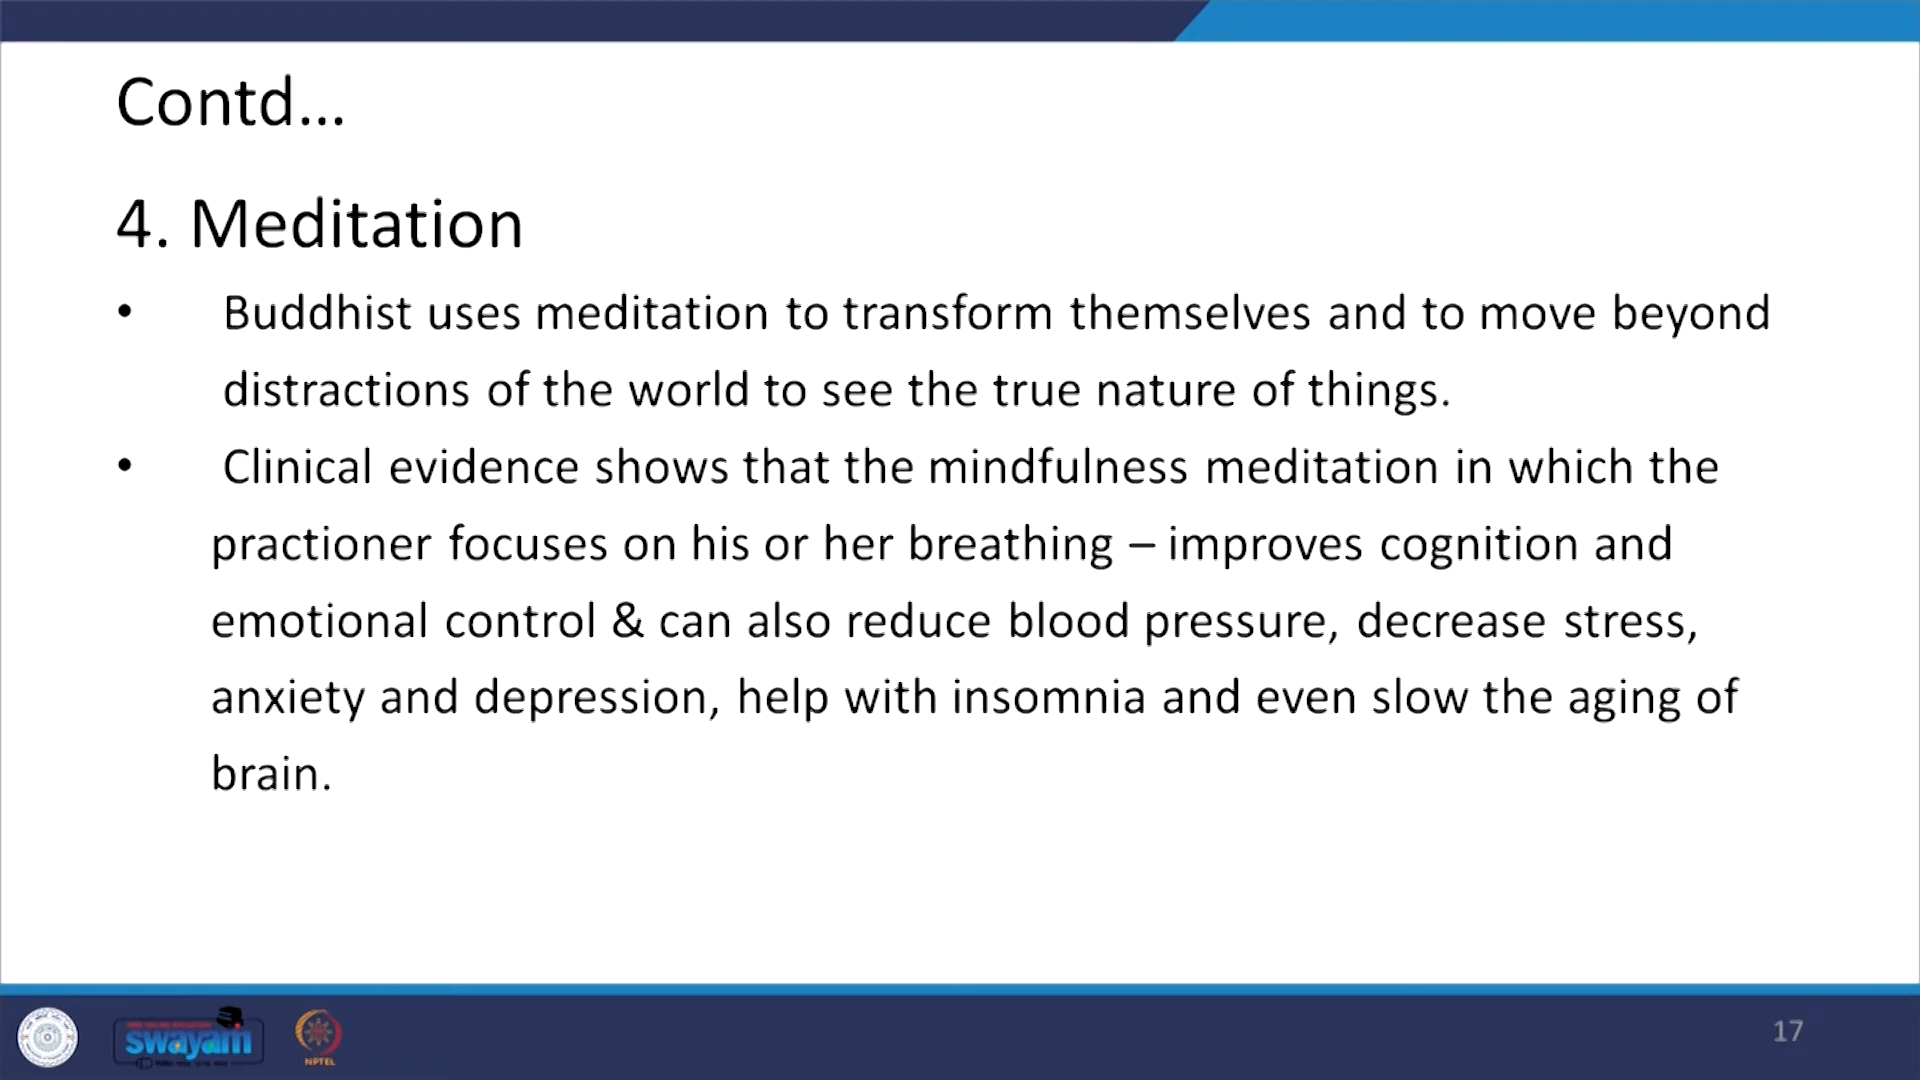 Contd...
4. Meditation
• Buddhist uses meditation to transform themselves and to move beyond
distractions of the world to see the true nature of things.
• Clinical evidence shows that the mindfulness meditation in which the
practioner focuses on his or her breathing – improves cognition and
emotional control & can also reduce blood pressure, decrease stress,
anxiety and depression, help with insomnia and even slow the aging of
brain.
swayam
NPTEL
17